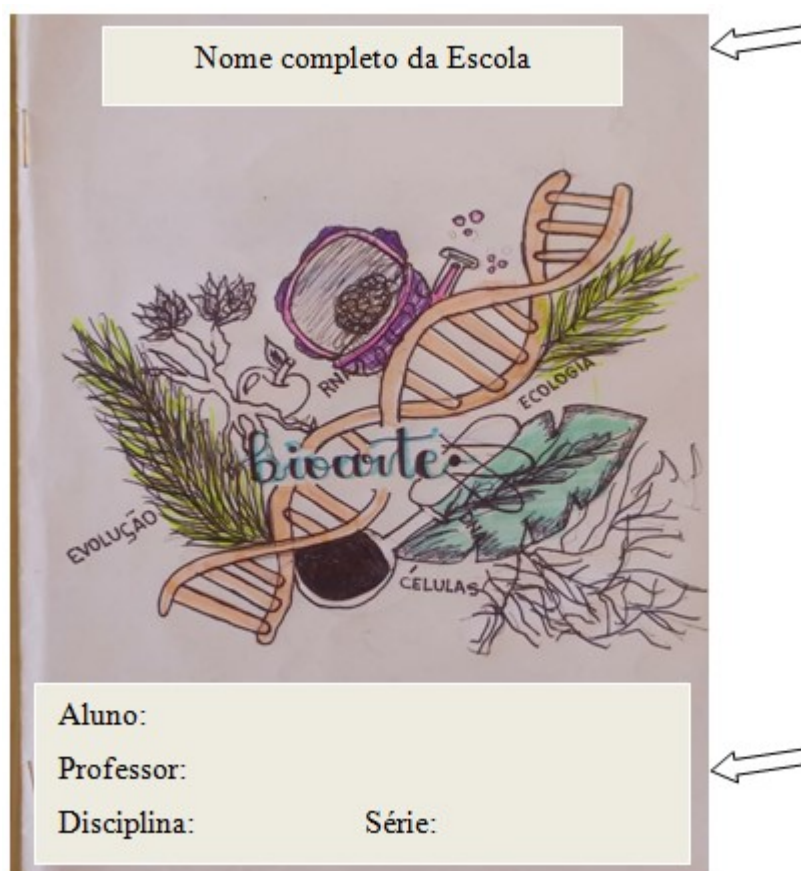 Nome completo da Escola
RNA
ECOLOGIA
bioarte
EVOLUÇÃO
CÉLULAS
Aluno:
Professor:
Disciplina: Série: